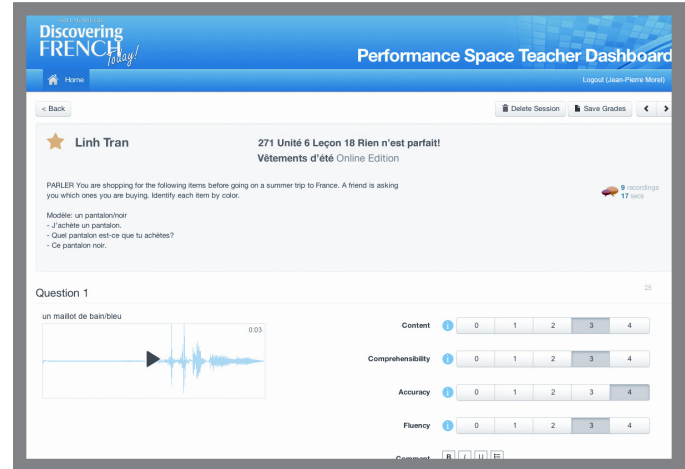 Discovering
FRENCH
Today!
Performance Space Teacher Dashboard
Home
Logout (Jean-Pierre Morel)
< Back
Delete Session
Save Grades
Linh Tran
271 Unité 6 Leçon 18 Rien n'est parfait!
Vêtements d'été Online Edition
PARLER You are shopping for the following items before going on a summer trip to France. A friend is asking
you which ones you are buying. Identify each item by color.
9 recordings
17 secs
Modèle: un pantalon/noir
- J'achète un pantalon.
- Quel pantalon est-ce que tu achètes?
- Ce pantalon noir.
Question 1
25
un maillot de bain/bleu
0:03
Content i 0 1 2 3 4
Comprehensibility i 0 1 2 3 4
Accuracy i 0 1 2 3 4
Fluency i 0 1 2 3 4
Comment B I U